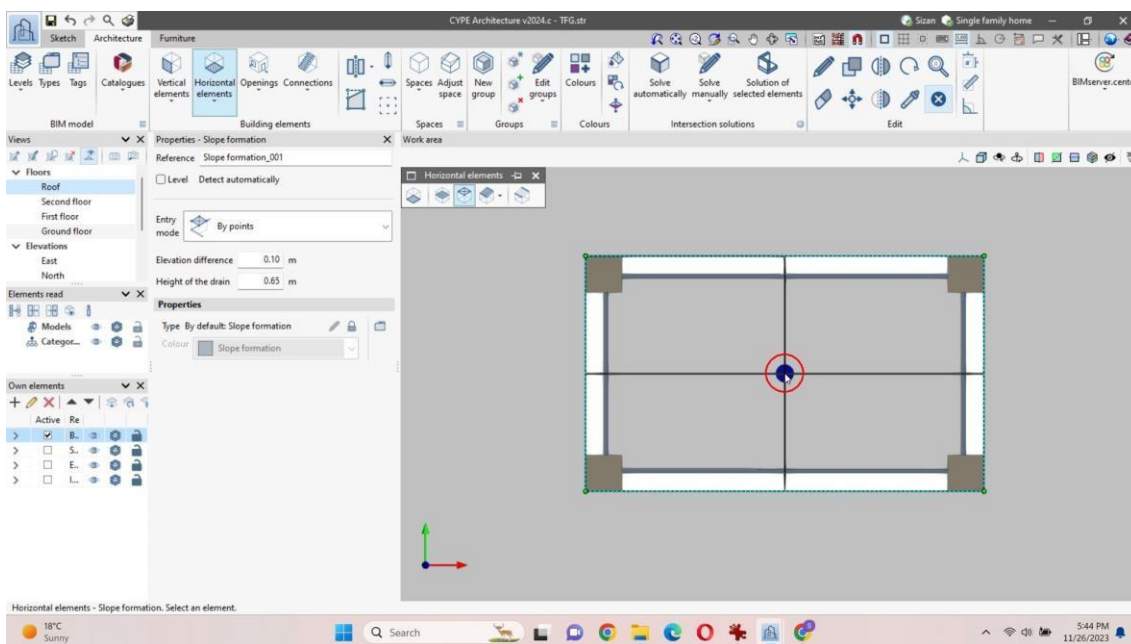 CYPE Architecture v2024.c - TFG.str
Sizan
Single family home
Sketch
Architecture
Furniture
Levels
Types
Tags
Catalogues
Vertical elements
Horizontal elements
Openings
Connections
Spaces
Adjust space
New group
Edit groups
Colours
Solve automatically
Solve manually
Solution of selected elements
BIMserver.cent
BIM model
Building elements
Spaces
Groups
Colours
Intersection solutions
Edit
Views
Floors
Roof
Second floor
First floor
Ground floor
Elevations
East
North
Elements read
Models
Categor...
Own elements
Active Re
B..
S..
E..
I...
Properties - Slope formation
Reference Slope formation_001
Level Detect automatically
Entry mode By points
Elevation difference 0.10 m
Height of the drain 0.65 m
Properties
Type By default: Slope formation
Colour Slope formation
Work area
Horizontal elements
Horizontal elements - Slope formation. Select an element.
18°C
Sunny
Search
5:44 PM
11/26/2023